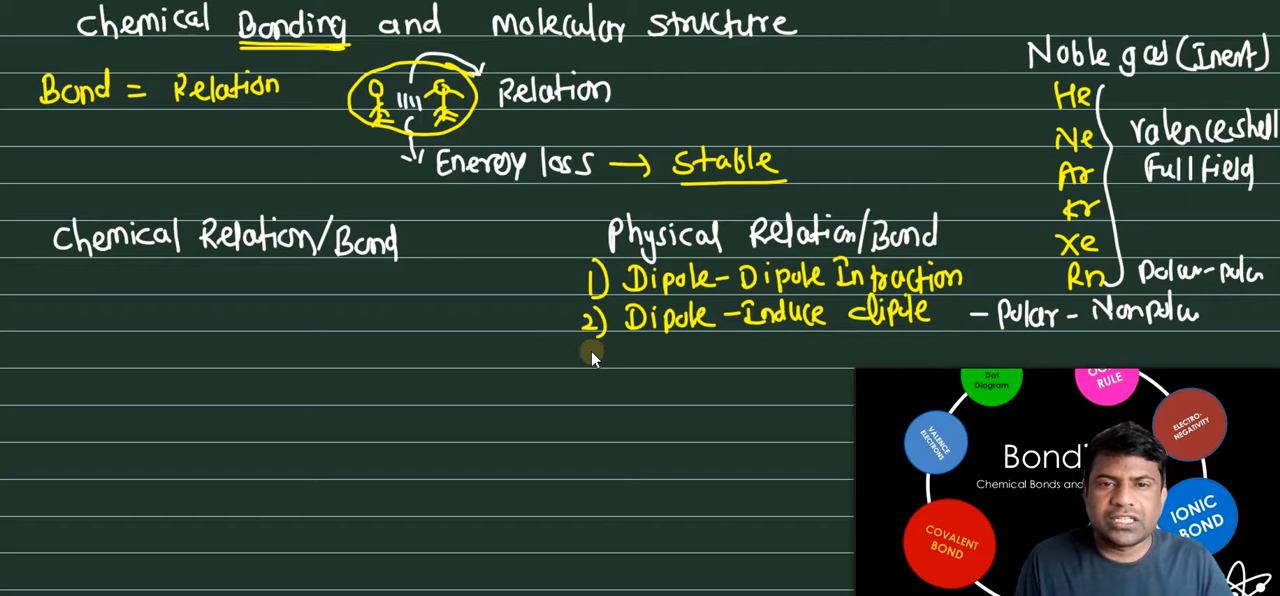 chemical Bonding and molecular structure
Noble gas (Inert)
Bond = Relation
Relation
He
Ne
Ar
Kr
Xe
Rn
valence shell
Full field
Energy loss → stable
Chemical Relation/Bond
Physical Relation/Bond
1) Dipole-Dipole Intraction
Polar-polar
2) Dipole-Induce dipole - Polar - Nonpolar
Dot
Diagram
RULE
VALENCE
ELECTRONS
ELECTRO-
NEGATIVITY
Bondi
Chemical Bonds and
COVALENT
BOND
IONIC
BOND